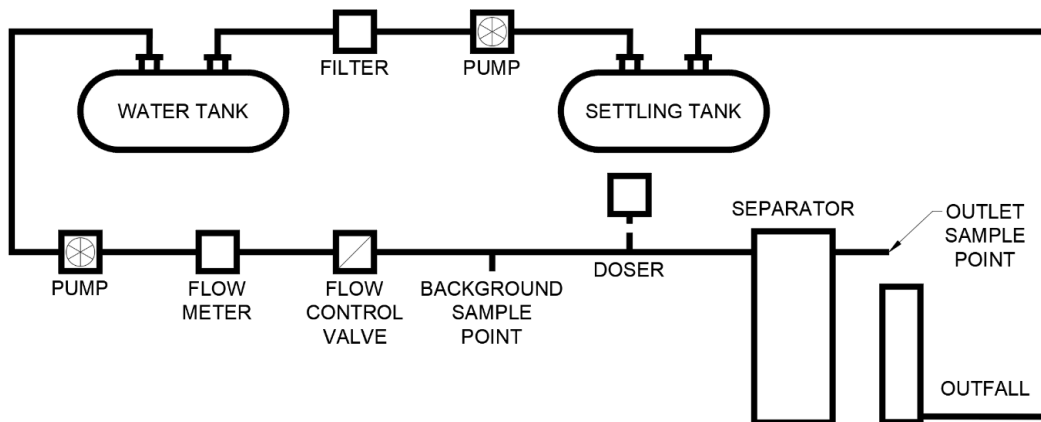 FILTER
PUMP
WATER TANK
SETTLING TANK
SEPARATOR
OUTLET
SAMPLE
POINT
DOSER
PUMP
FLOW
METER
FLOW
CONTROL
VALVE
BACKGROUND
SAMPLE
POINT
OUTFALL